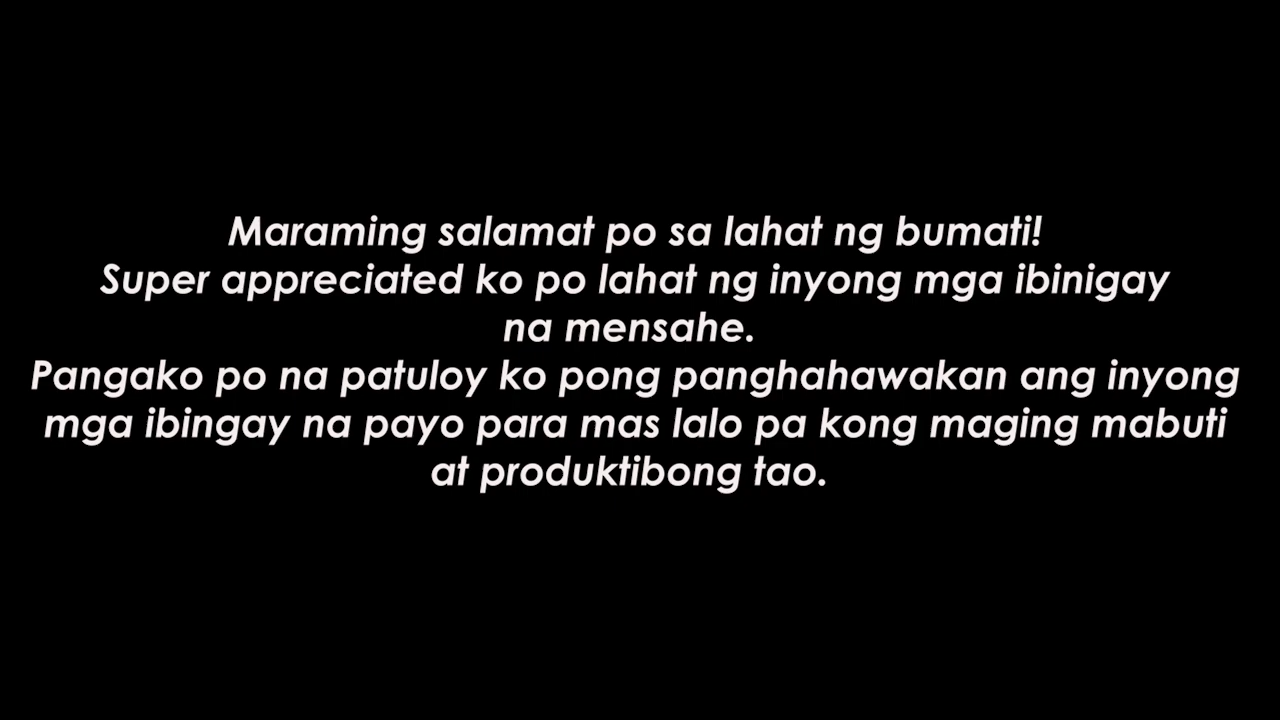 Maraming salamat po sa lahat ng bumati!
Super appreciated ko po lahat ng inyong mga ibinigay
na mensahe.
Pangako po na patuloy ko pong panghahawakan ang inyong
mga ibingay na payo para mas lalo pa kong maging mabuti
at produktibong tao.